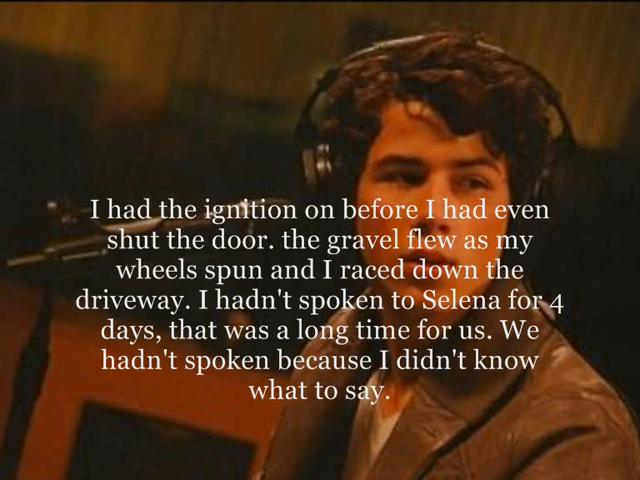 I had the ignition on before I had even
shut the door. the gravel flew as my
wheels spun and I raced down the
driveway. I hadn't spoken to Selena for 4
days, that was a long time for us. We
hadn't spoken because I didn't know
what to say.